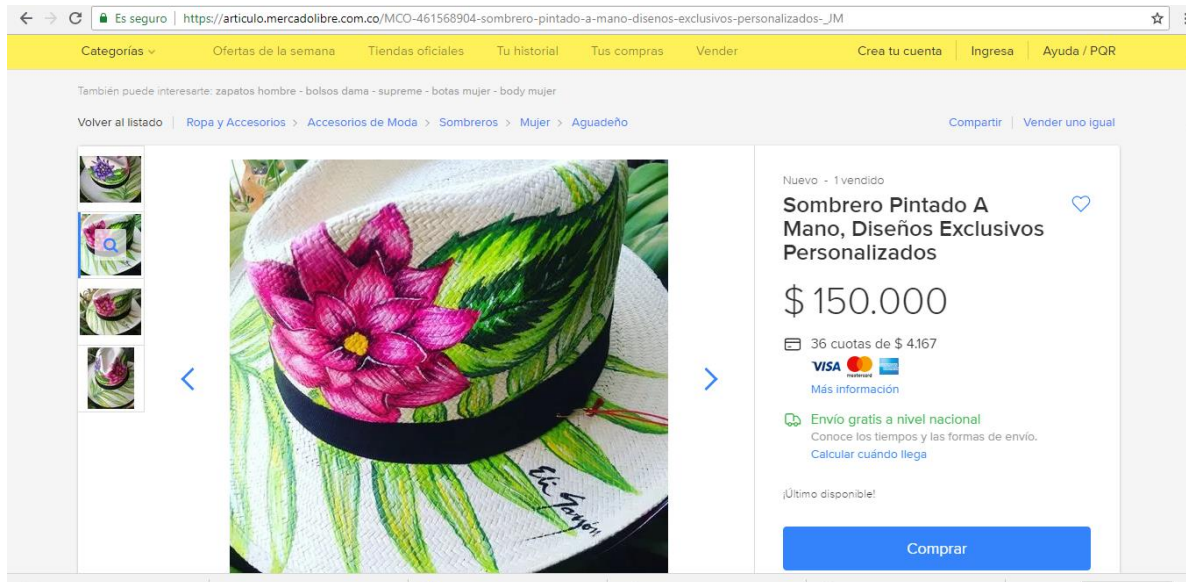 Es seguro | https://articulo.mercadolibre.com.co/MCO-461568904-sombrero-pintado-a-mano-disenos-exclusivos-personalizados-_JM
Categorías Ofertas de la semana Tiendas oficiales Tu historial Tus compras Vender Crea tu cuenta Ingresa Ayuda / PQR
También puede interesarte: zapatos hombre - bolsos dama - supreme - botas mujer - body mujer
Volver al listado | Ropa y Accesorios > Accesorios de Moda > Sombreros > Mujer > Aguadeño Compartir | Vender uno igual
Nuevo - 1 vendido
Sombrero Pintado A
Mano, Diseños Exclusivos
Personalizados
$ 150.000
36 cuotas de $ 4.167
VISA mastercard
Más información
Envío gratis a nivel nacional
Conoce los tiempos y las formas de envío.
Calcular cuándo llega
¡Último disponible!
Comprar